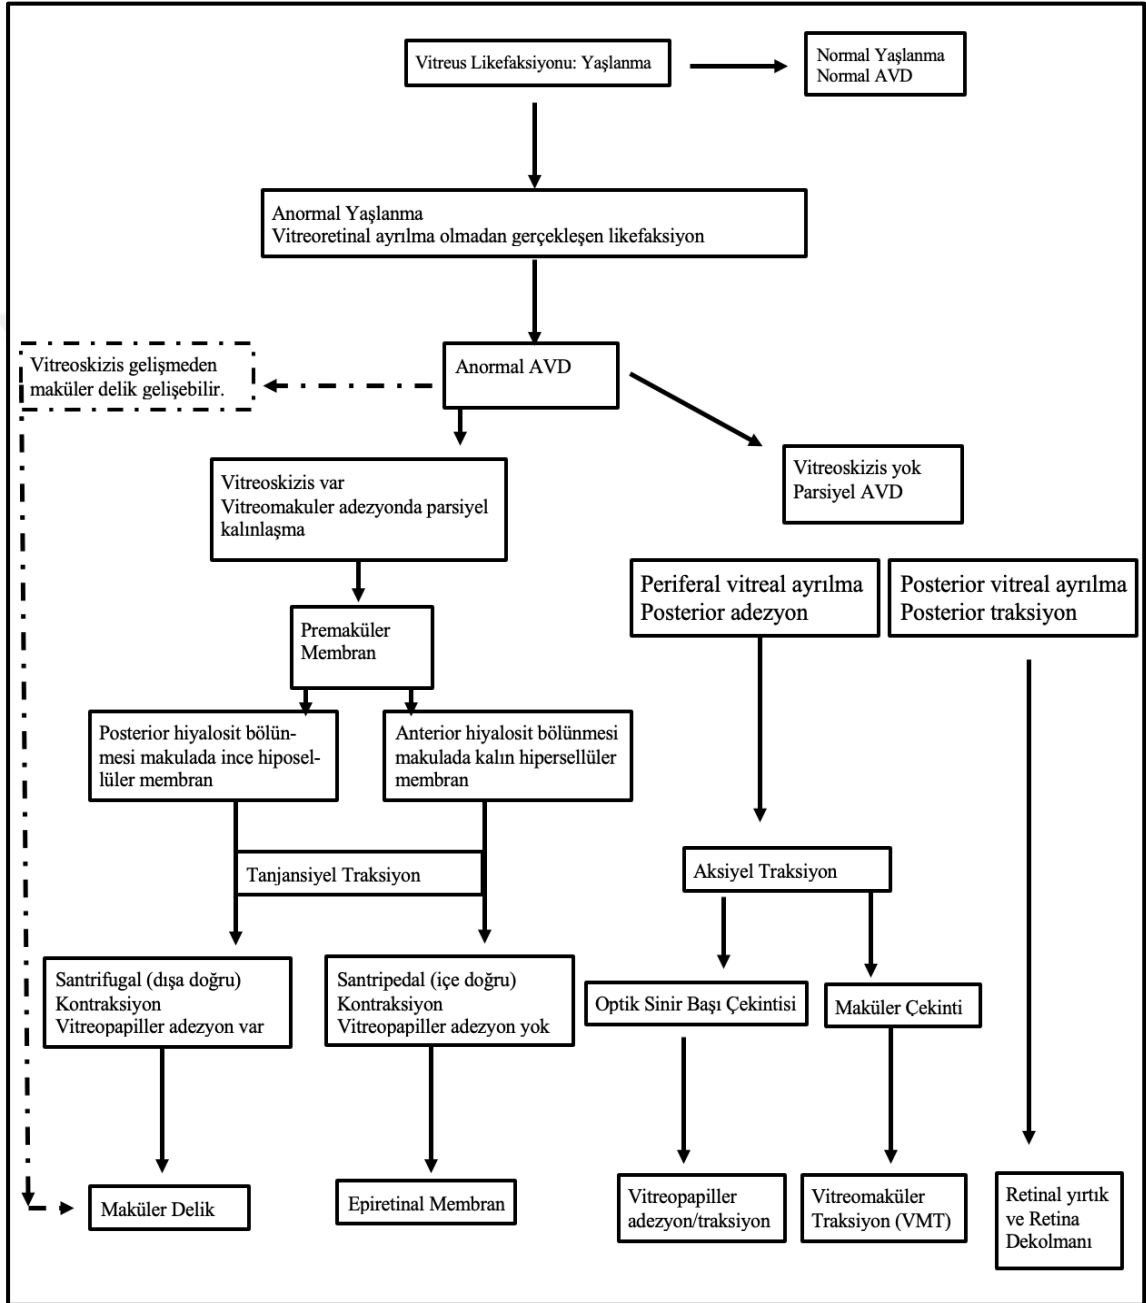 Vitreus Likefaksiyonu: Yaşlanma
Normal Yaşlanma
Normal AVD
Anormal Yaşlanma
Vitreoretinal ayrılma olmadan gerçekleşen likefaksiyon
Vitreoskizis gelişmeden
maküler delik gelişebilir.
Anormal AVD
Vitreoskizis var
Vitreomakuler adezyonda parsiyel
kalınlaşma
Vitreoskizis yok
Parsiyel AVD
Periferal vitreal ayrılma
Posterior adezyon
Posterior vitreal ayrılma
Posterior traksiyon
Premaküler
Membran
Posterior hiyalosit bölün-
mesi makulada ince hiposel-
lüler membran
Anterior hiyalosit bölünmesi
makulada kalın hipersellüler
membran
Tanjansiyel Traksiyon
Aksiyel Traksiyon
Santrifugal (dışa doğru)
Kontraksiyon
Vitreopapiller adezyon var
Santripedal (içe doğru)
Kontraksiyon
Vitreopapiller adezyon yok
Optik Sinir Başı Çekintisi
Maküler Çekinti
Maküler Delik
Epiretinal Membran
Vitreopapiller
adezyon/traksiyon
Vitreomaküler
Traksiyon (VMT)
Retinal yırtık
ve Retina
Dekolmanı